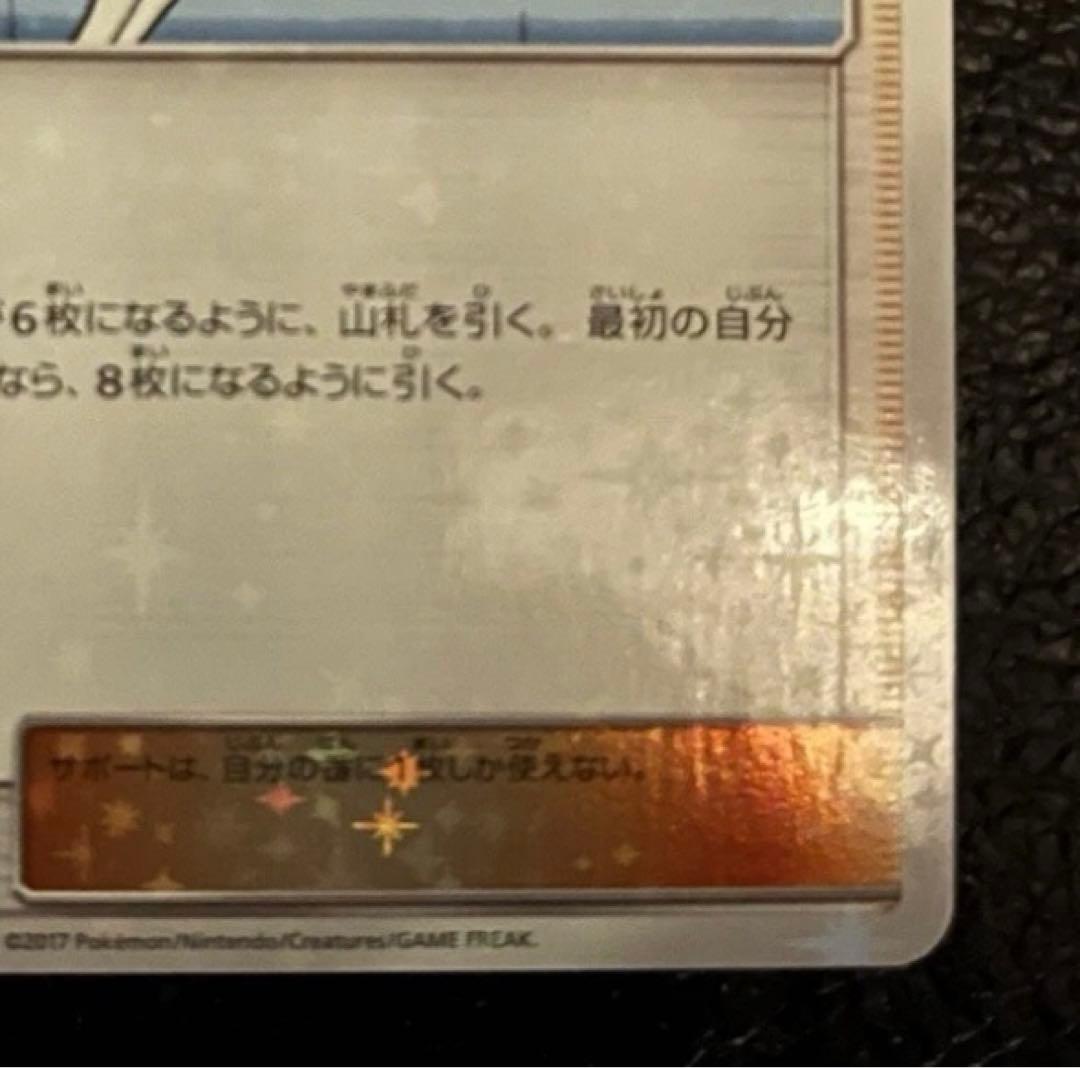 6枚になるように、山札を引く。 最初の自分
なら、8枚になるように引く。
サポートは、自分の番に1枚しか使えない。
©2017 Pokémon/Nintendo/Creatures/GAME FREAK.